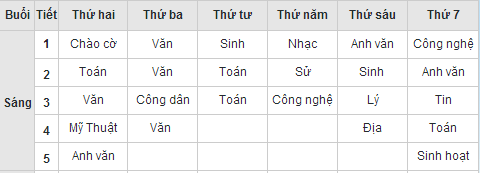 Buổi Tiết Thứ hai Thứ ba Thứ tư Thứ năm Thứ sáu Thứ 7
1 Chào cờ Văn Sinh Nhạc Anh văn Công nghệ
2 Toán Văn Toán Sử Sinh Anh văn
Sáng 3 Văn Công dân Toán Công nghệ Lý Tin
4 Mỹ Thuật Văn Địa Toán
5 Anh văn Sinh hoạt